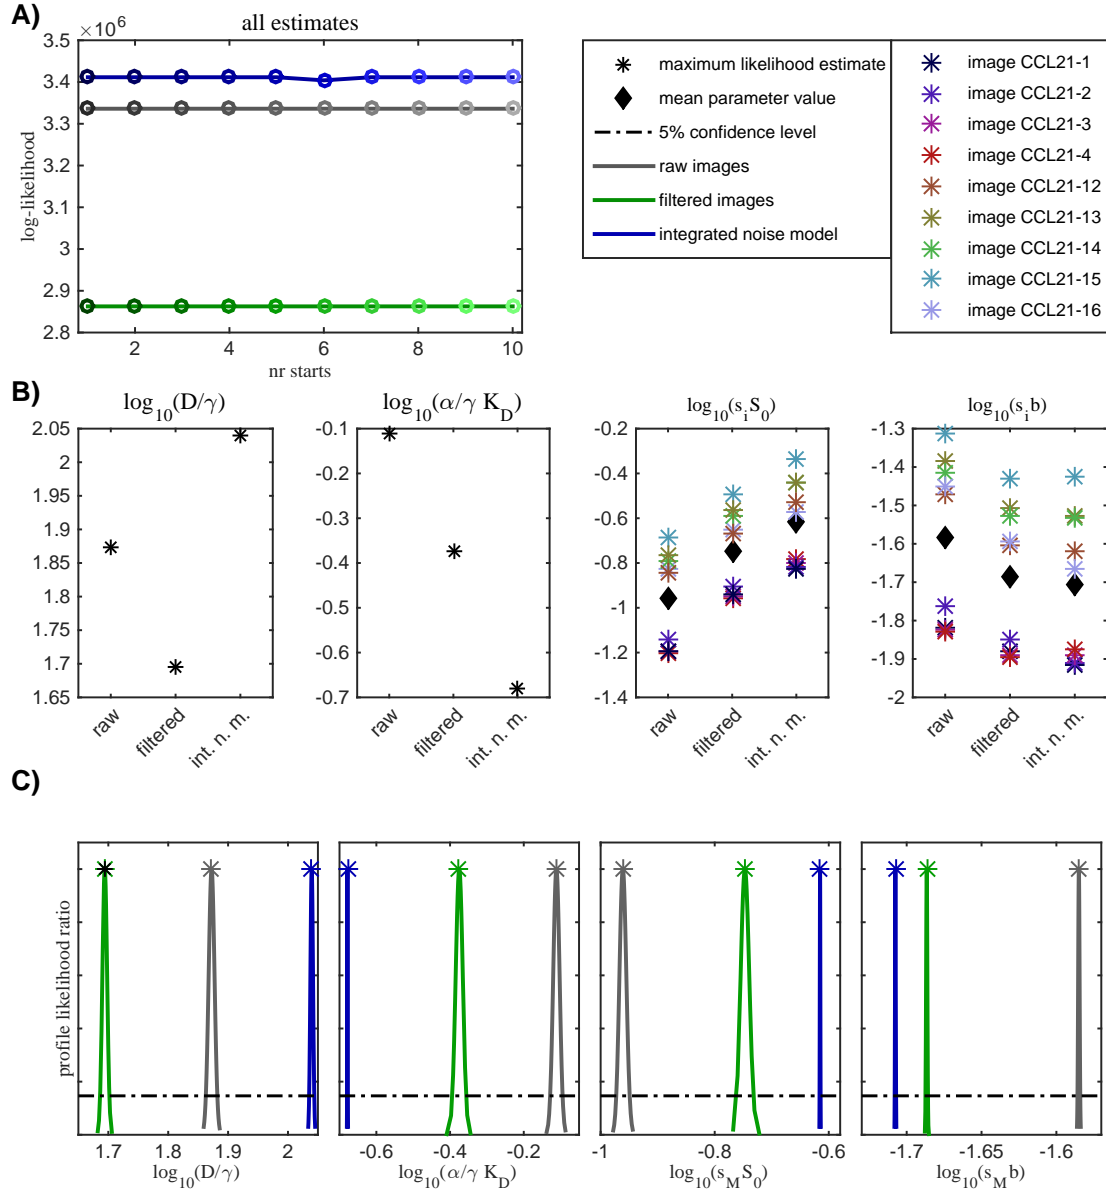 A)
×10^6
all estimates
3.5
3.4
3.3
3.2
3.1
3
2.9
2.8
log-likelihood
2
4
6
8
10
nr starts
maximum likelihood estimate
mean parameter value
5% confidence level
raw images
filtered images
integrated noise model
image CCL21-1
image CCL21-2
image CCL21-3
image CCL21-4
image CCL21-12
image CCL21-13
image CCL21-14
image CCL21-15
image CCL21-16
B)
log₁₀(D/γ)
2.05
2
1.95
1.9
1.85
1.8
1.75
1.7
1.65
raw
filtered
int. n. m.
log₁₀(α/γ K_D)
-0.1
-0.2
-0.3
-0.4
-0.5
-0.6
-0.7
raw
filtered
int. n. m.
log₁₀(s_iS₀)
-0.2
-0.4
-0.6
-0.8
-1
-1.2
-1.4
raw
filtered
int. n. m.
log₁₀(s_ib)
-1.3
-1.4
-1.5
-1.6
-1.7
-1.8
-1.9
-2
raw
filtered
int. n. m.
C)
profile likelihood ratio
1.7
1.8
1.9
2
log₁₀(D/γ)
-0.6
-0.4
-0.2
log₁₀(α/γ K_D)
-1
-0.8
-0.6
log₁₀(s_MS₀)
-1.7
-1.65
-1.6
log₁₀(s_Mb)